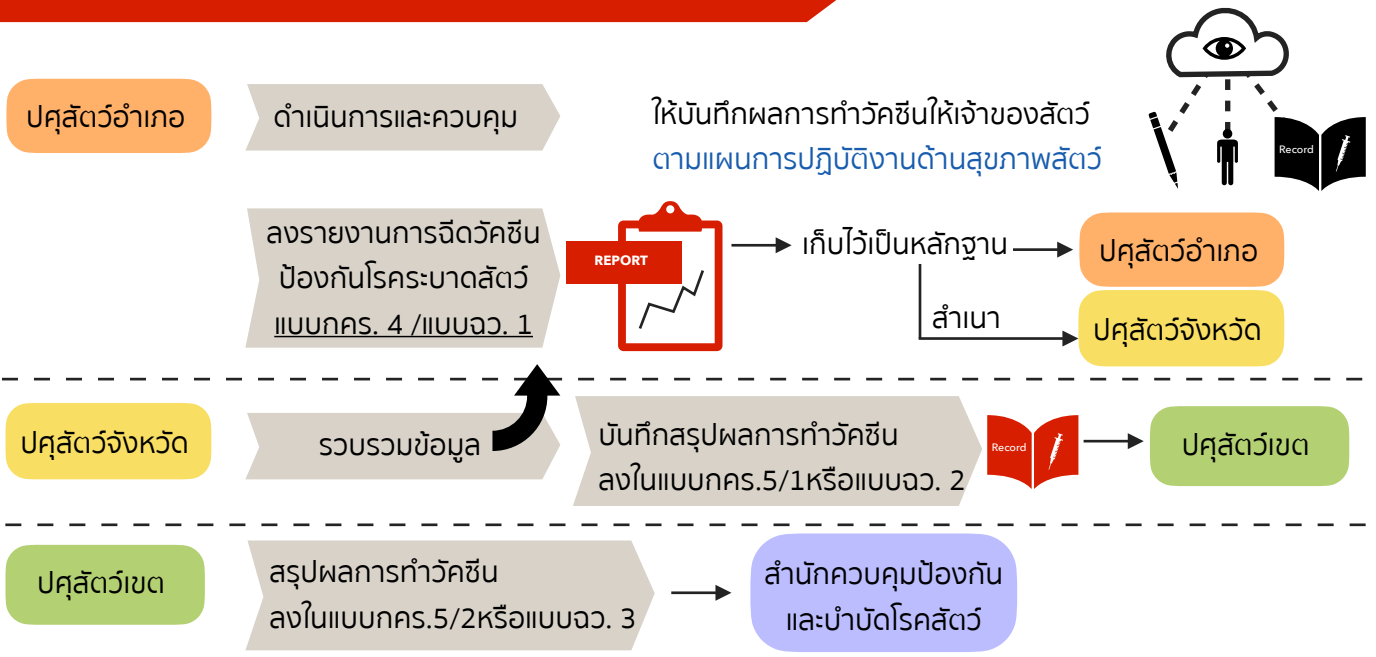 ปศุสัตว์อำเภอ
ดำเนินการและควบคุม
ให้บันทึกผลการทำวัคซีนให้เจ้าของสัตว์
ตามแผนการปฏิบัติงานด้านสุขภาพสัตว์
Record
ลงรายงานการฉีดวัคซีน
ป้องกันโรคระบาดสัตว์
แบบกคร. 4 /แบบฉว. 1
REPORT
เก็บไว้เป็นหลักฐาน
ปศุสัตว์อำเภอ
สำเนา
ปศุสัตว์จังหวัด
ปศุสัตว์จังหวัด
รวบรวมข้อมูล
บันทึกสรุปผลการทำวัคซีน
ลงในแบบกคร.5/1หรือแบบฉว. 2
Record
ปศุสัตว์เขต
ปศุสัตว์เขต
สรุปผลการทำวัคซีน
ลงในแบบกคร.5/2หรือแบบฉว. 3
สำนักควบคุมป้องกัน
และบำบัดโรคสัตว์